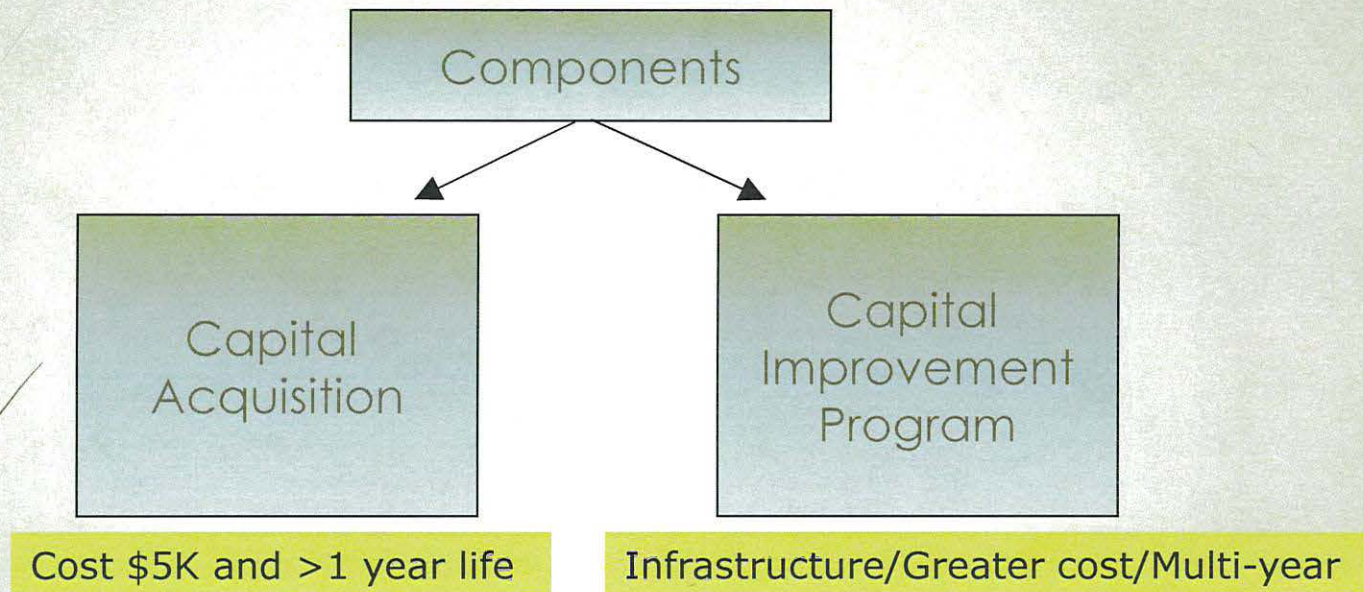 Components
Capital
Acquisition
Capital
Improvement
Program
Cost $5K and >1 year life
Infrastructure/Greater cost/Multi-year